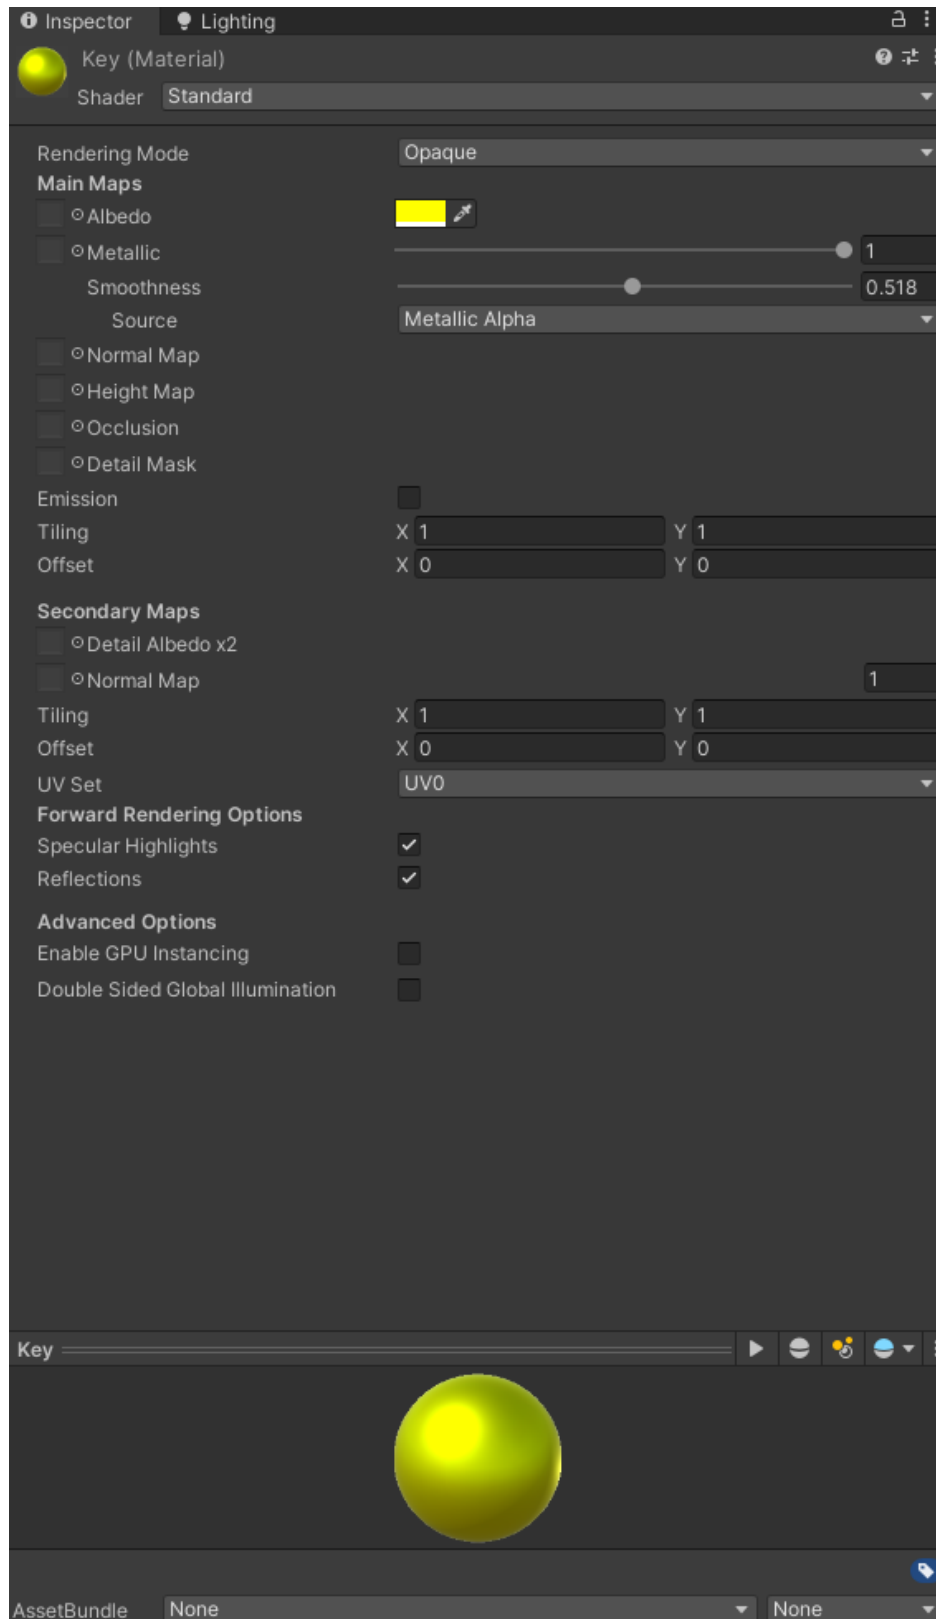 Inspector Lighting
Key (Material)
Shader Standard
Rendering Mode Opaque
Main Maps
Albedo
Metallic 1
Smoothness 0.518
Source Metallic Alpha
Normal Map
Height Map
Occlusion
Detail Mask
Emission
Tiling X 1 Y 1
Offset X 0 Y 0
Secondary Maps
Detail Albedo x2
Normal Map 1
Tiling X 1 Y 1
Offset X 0 Y 0
UV Set UV0
Forward Rendering Options
Specular Highlights
Reflections
Advanced Options
Enable GPU Instancing
Double Sided Global Illumination
Key
AssetBundle None None